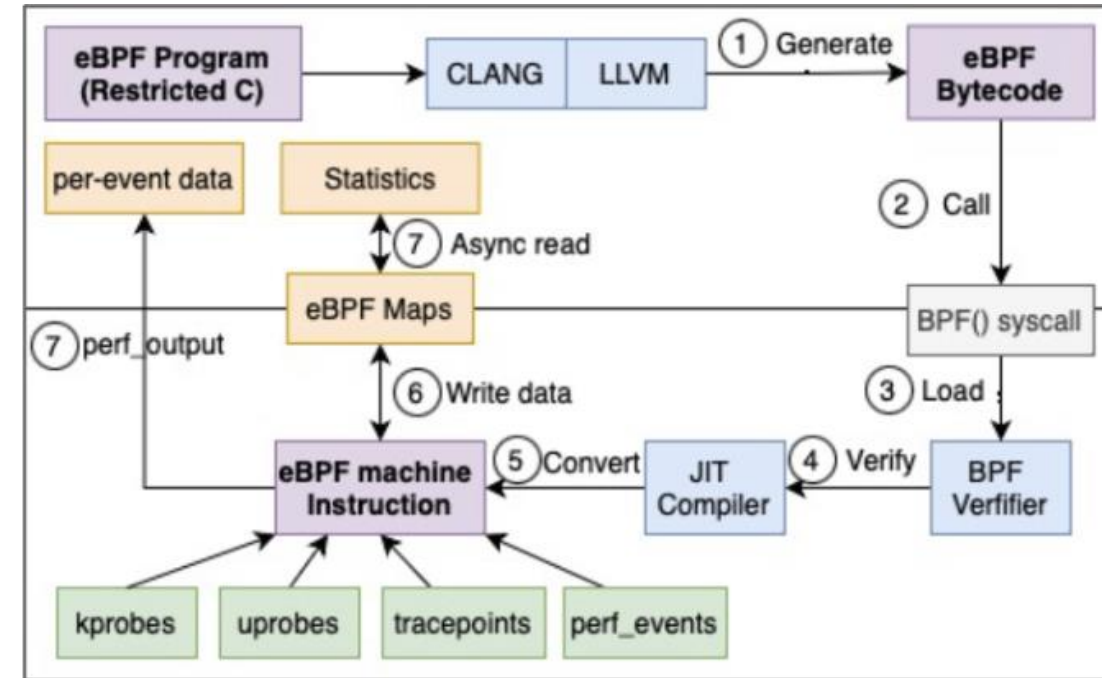 eBPF Program
(Restricted C)
CLANG
LLVM
1 Generate
eBPF
Bytecode
per-event data
Statistics
2 Call
7 Async read
eBPF Maps
BPF() syscall
7 perf_output
3 Load
6 Write data
eBPF machine
Instruction
5 Convert
JIT
Compiler
4 Verify
BPF
Verfifier
kprobes
uprobes
tracepoints
perf_events